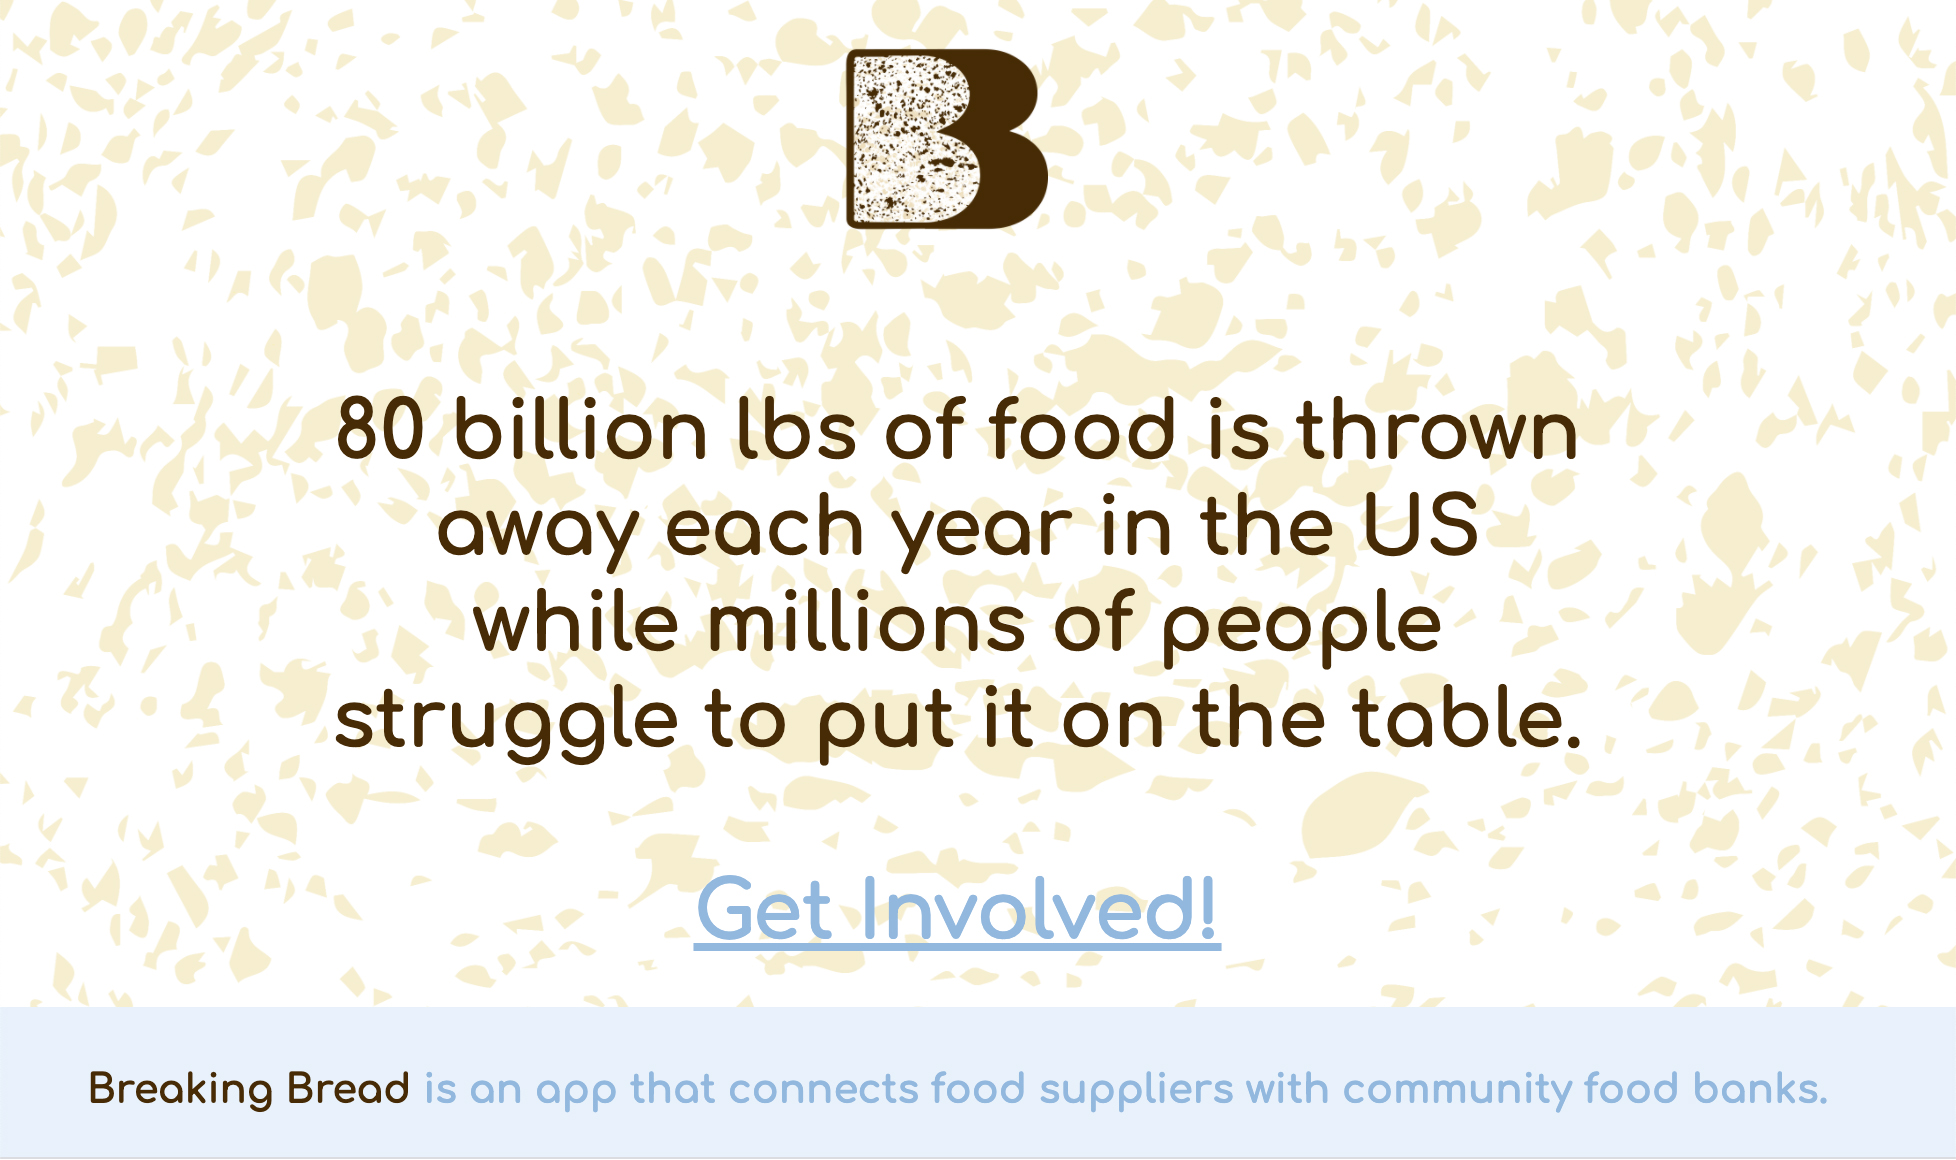 B
80 billion lbs of food is thrown
away each year in the US
while millions of people
struggle to put it on the table.
Get Involved!
Breaking Bread is an app that connects food suppliers with community food banks.